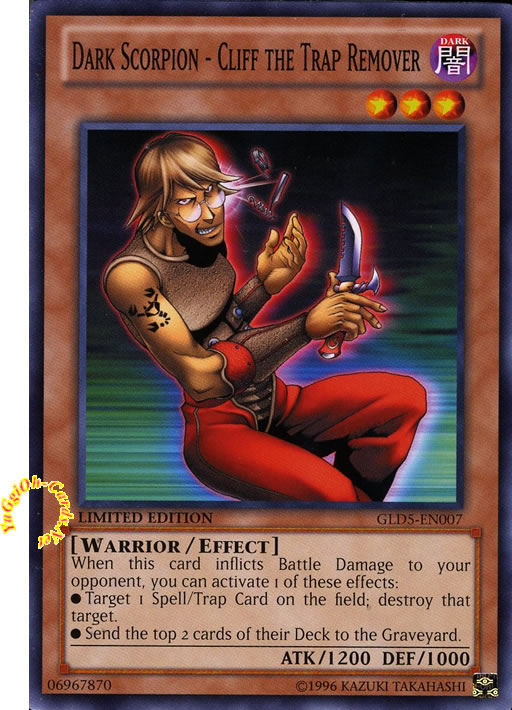 DARK SCORPION - CLIFF THE TRAP REMOVER
DARK
闇
LIMITED EDITION
GLD5-EN007
[WARRIOR / EFFECT]
When this card inflicts Battle Damage to your
opponent, you can activate 1 of these effects:
● Target 1 Spell/Trap Card on the field; destroy that
target.
● Send the top 2 cards of their Deck to the Graveyard.
ATK/1200 DEF/1000
06967870
©1996 KAZUKI TAKAHASHI
YuGiOh-Cards.Net